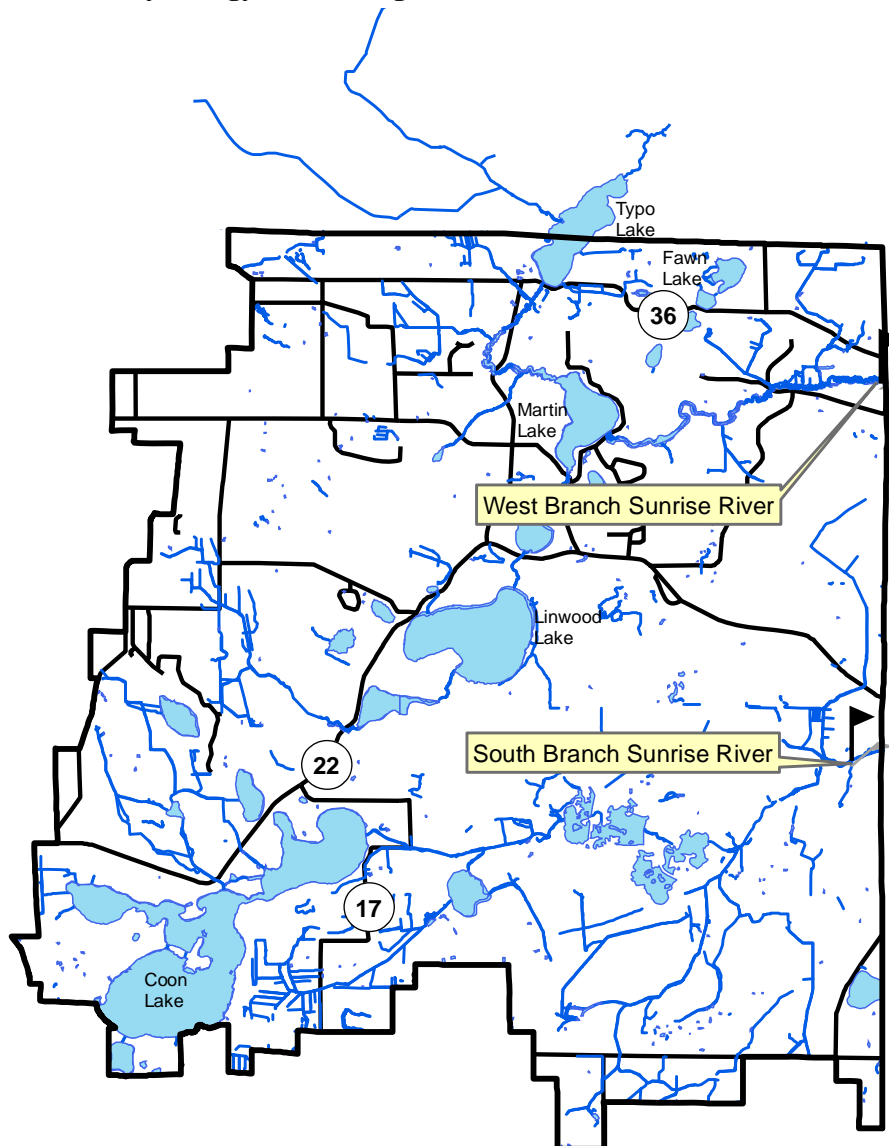 Typo
Lake
Fawn
Lake
36
Martin
Lake
West Branch Sunrise River
Linwood
Lake
South Branch Sunrise River
22
17
Coon
Lake